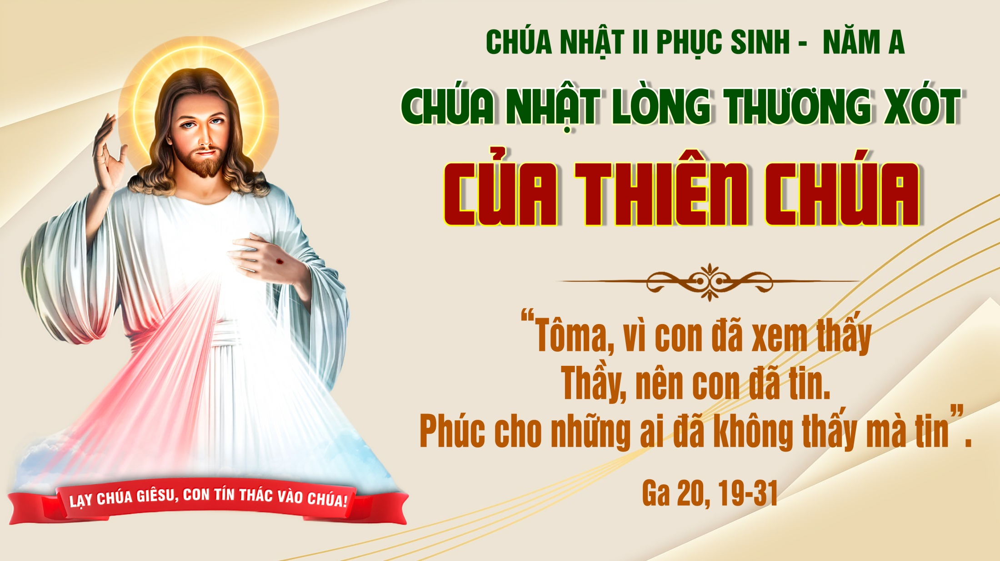 CHÚA NHẬT II PHỤC SINH - NĂM A
CHÚA NHẬT LÒNG THƯƠNG XÓT
CỦA THIÊN CHÚA
“Tôma, vì con đã xem thấy
Thầy, nên con đã tin.
Phúc cho những ai đã không thấy mà tin”.
Ga 20, 19-31
LẠY CHÚA GIÊSU, CON TÍN THÁC VÀO CHÚA!